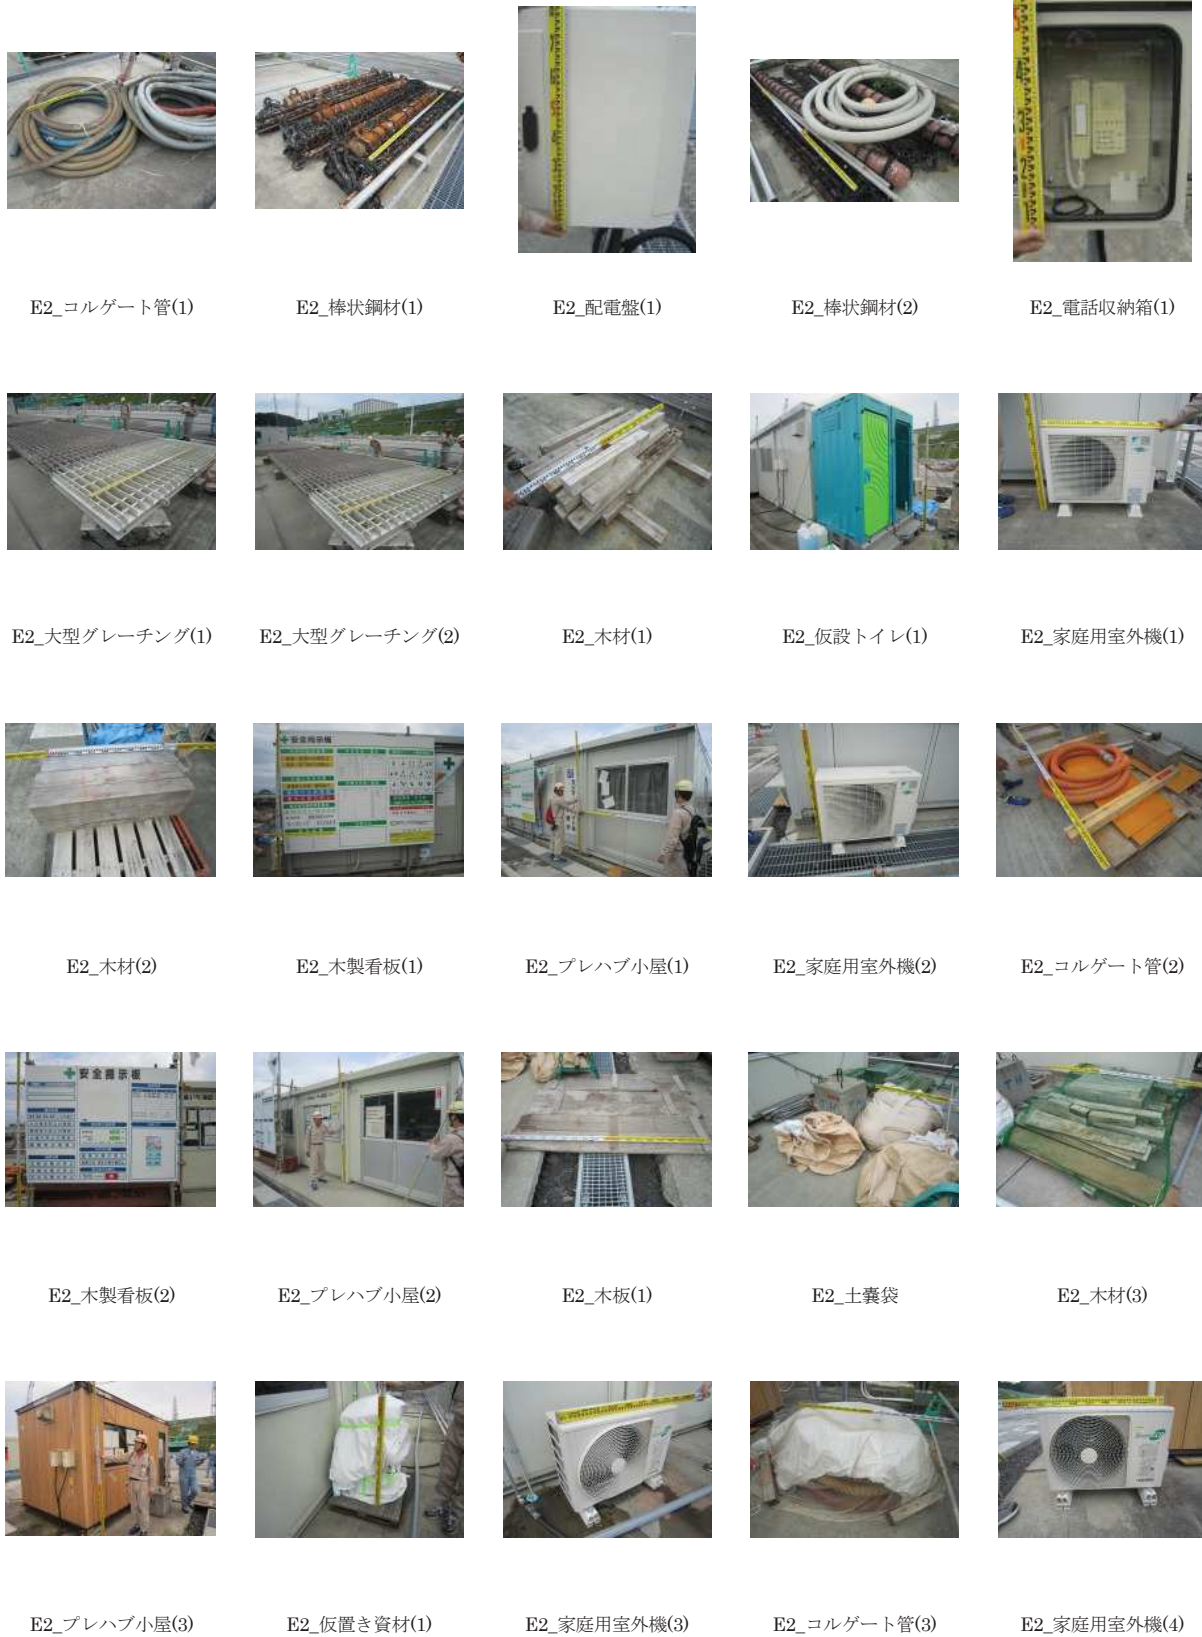 E2_コルゲート管(1)
E2_棒状鋼材(1)
E2_配電盤(1)
E2_棒状鋼材(2)
E2_電話収納箱(1)
E2_大型グレーチング(1)
E2_大型グレーチング(2)
E2_木材(1)
E2_仮設トイレ(1)
E2_家庭用室外機(1)
安全掲示板
E2_木材(2)
E2_木製看板(1)
E2_プレハブ小屋(1)
E2_家庭用室外機(2)
E2_コルゲート管(2)
安全掲示板
E2_木製看板(2)
E2_プレハブ小屋(2)
E2_木板(1)
E2_土嚢袋
E2_木材(3)
E2_プレハブ小屋(3)
E2_仮置き資材(1)
E2_家庭用室外機(3)
E2_コルゲート管(3)
E2_家庭用室外機(4)